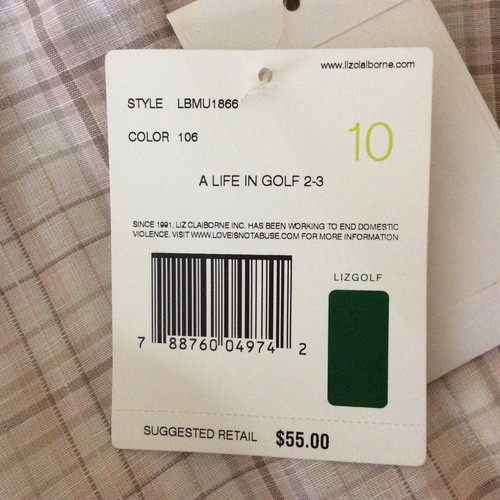 www.lizclaiborne.com
STYLE LBMU1866
COLOR 106
10
A LIFE IN GOLF 2-3
SINCE 1991, LIZ CLAIBORNE INC. HAS BEEN WORKING TO END DOMESTIC
VIOLENCE. VISIT WWW.LOVEISNOTABUSE.COM FOR MORE INFORMATION
LIZGOLF
7 88760 04974 2
SUGGESTED RETAIL $55.00